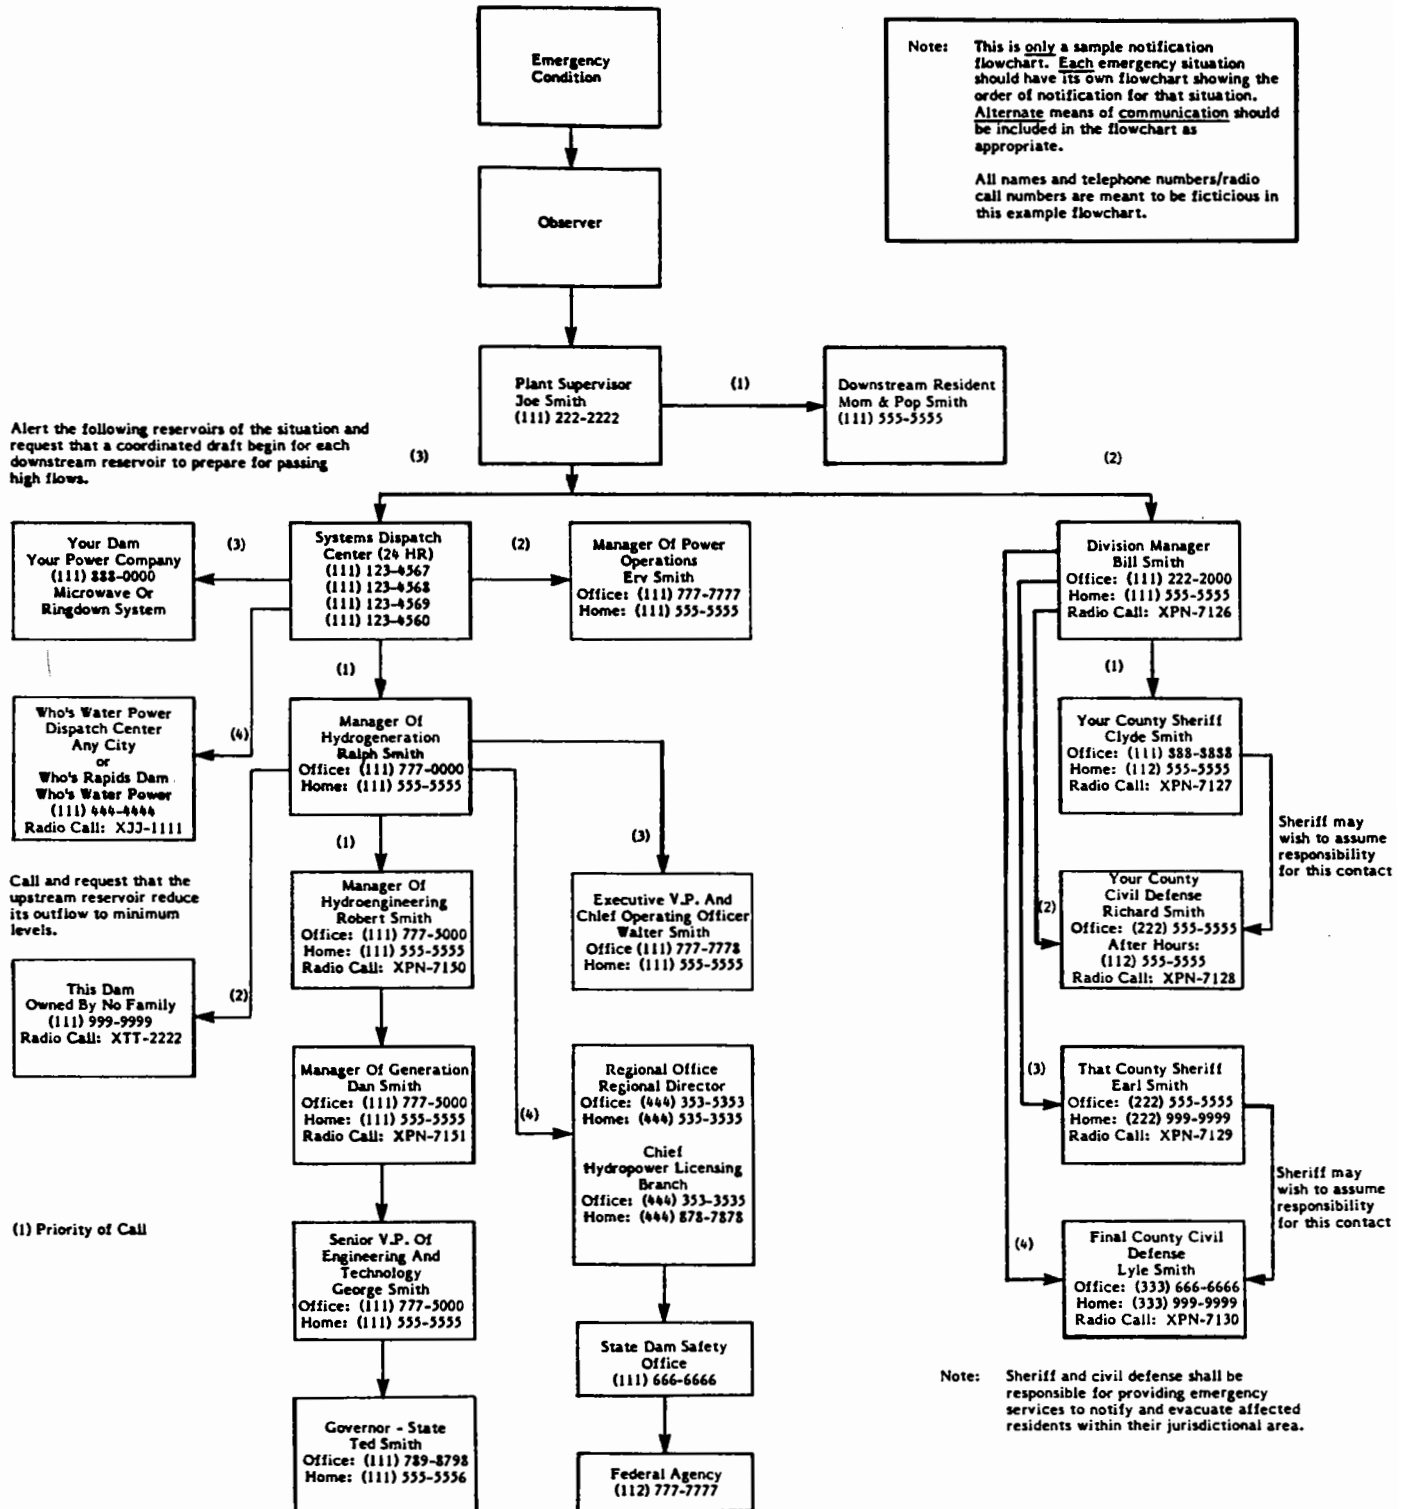 Emergency
Condition
Note: This is only a sample notification
flowchart. Each emergency situation
should have its own flowchart showing the
order of notification for that situation.
Alternate means of communication should
be included in the flowchart as
appropriate.
All names and telephone numbers/radio
call numbers are meant to be ficticious in
this example flowchart.
Observer
Plant Supervisor
Joe Smith
(111) 222-2222
(1)
Downstream Resident
Mom & Pop Smith
(111) 555-5555
Alert the following reservoirs of the situation and
request that a coordinated draft begin for each
downstream reservoir to prepare for passing
high flows.
(3)
(2)
Your Dam
Your Power Company
(111) 888-0000
Microwave Or
Ringdown System
(3)
Systems Dispatch
Center (24 HR)
(111) 123-4567
(111) 123-4568
(111) 123-4569
(111) 123-4560
(2)
Manager Of Power
Operations
Erv Smith
Office: (111) 777-7777
Home: (111) 555-5555
Division Manager
Bill Smith
Office: (111) 222-2000
Home: (111) 555-5555
Radio Call: XPN-7126
(1)
(1)
Who's Water Power
Dispatch Center
Any City
or
Who's Rapids Dam
Who's Water Power
(111) 444-4444
Radio Call: XJJ-1111
(4)
Manager Of
Hydrogeneration
Ralph Smith
Office: (111) 777-0000
Home: (111) 555-5555
Your County Sheriff
Clyde Smith
Office: (111) 888-8888
Home: (112) 555-5555
Radio Call: XPN-7127
Sheriff may
wish to assume
responsibility
for this contact
(1)
(3)
Call and request that the
upstream reservoir reduce
its outflow to minimum
levels.
Manager Of
Hydroengineering
Robert Smith
Office: (111) 777-5000
Home: (111) 555-5555
Radio Call: XPN-7150
Executive V.P. And
Chief Operating Officer
Walter Smith
Office (111) 777-7778
Home: (111) 555-5555
(2)
Your County
Civil Defense
Richard Smith
Office: (222) 555-5555
After Hours:
(112) 555-5555
Radio Call: XPN-7128
This Dam
Owned By No Family
(111) 999-9999
Radio Call: XTT-2222
(2)
Manager Of Generation
Dan Smith
Office: (111) 777-5000
Home: (111) 555-5555
Radio Call: XPN-7151
(4)
Regional Office
Regional Director
Office: (444) 353-5353
Home: (444) 535-3535
Chief
Hydropower Licensing
Branch
Office: (444) 353-3535
Home: (444) 878-7878
(3)
That County Sheriff
Earl Smith
Office: (222) 555-5555
Home: (222) 999-9999
Radio Call: XPN-7129
Sheriff may
wish to assume
responsibility
for this contact
(1) Priority of Call
Senior V.P. Of
Engineering And
Technology
George Smith
Office: (111) 777-5000
Home: (111) 555-5555
(4)
Final County Civil
Defense
Lyle Smith
Office: (333) 666-6666
Home: (333) 999-9999
Radio Call: XPN-7130
State Dam Safety
Office
(111) 666-6666
Note: Sheriff and civil defense shall be
responsible for providing emergency
services to notify and evacuate affected
residents within their jurisdictional area.
Governor - State
Ted Smith
Office: (111) 789-8798
Home: (111) 555-5556
Federal Agency
(112) 777-7777